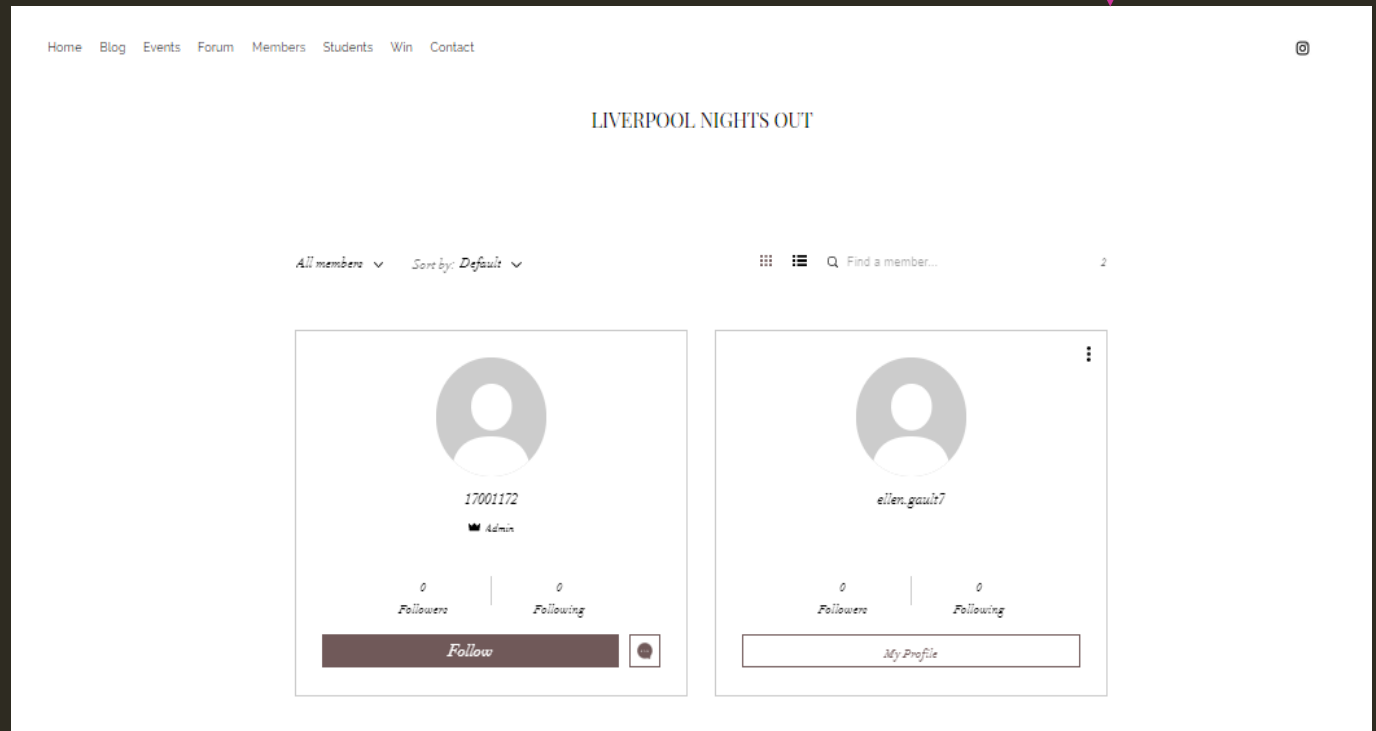 Home Blog Events Forum Members Students Win Contact
LIVERPOOL NIGHTS OUT
All members Sort by: Default Find a member... 2
17001172
Admin
0 0
Followers Following
Follow
ellen.gault7
0 0
Followers Following
My Profile